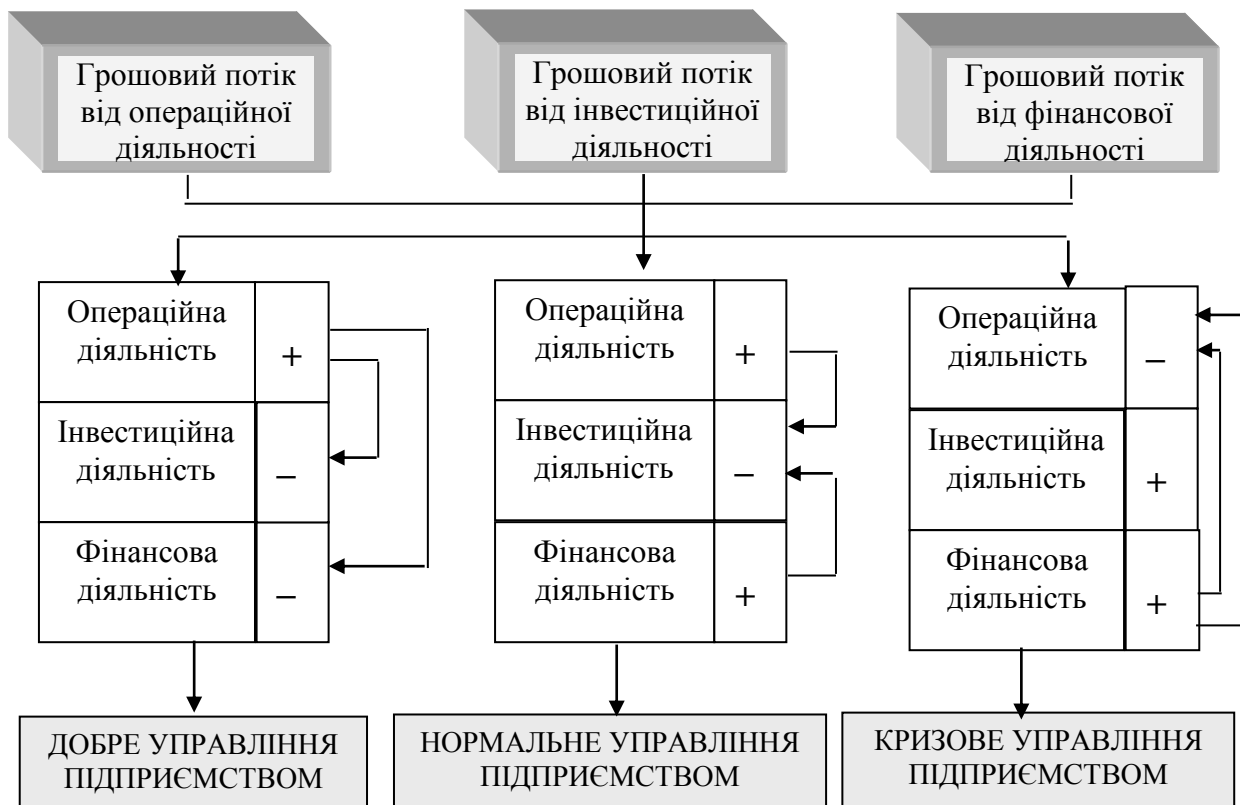 Грошовий потік
від операційної
діяльності
Грошовий потік
від інвестиційної
діяльності
Грошовий потік
від фінансової
діяльності
Операційна
діяльність
+
Інвестиційна
діяльність
−
Фінансова
діяльність
−
Операційна
діяльність
+
Інвестиційна
діяльність
−
Фінансова
діяльність
+
Операційна
діяльність
−
Інвестиційна
діяльність
+
Фінансова
діяльність
+
ДОБРЕ УПРАВЛІННЯ
ПІДПРИЄМСТВОМ
НОРМАЛЬНЕ УПРАВЛІННЯ
ПІДПРИЄМСТВОМ
КРИЗОВЕ УПРАВЛІННЯ
ПІДПРИЄМСТВОМ